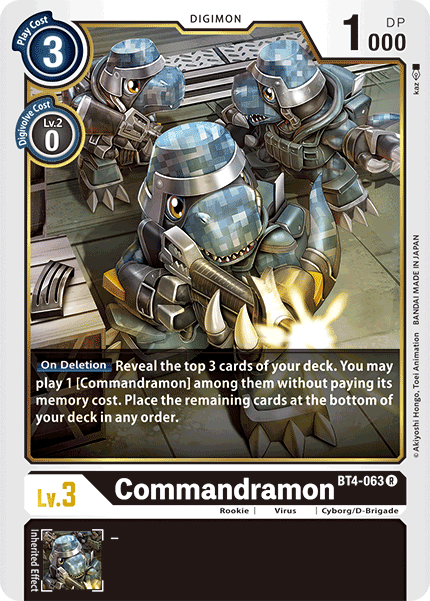 Play Cost
3
DIGIMON
1000
DP
Digivolve Cost
Lv.2
0
kaz
© Akiyoshi Hongo, Toei Animation BANDAI MADE IN JAPAN
On Deletion Reveal the top 3 cards of your deck. You may
play 1 [Commandramon] among them without paying its
memory cost. Place the remaining cards at the bottom of
your deck in any order.
BT4-063 R
Lv.3 Commandramon
Rookie | Virus | Cyborg/D-Brigade
Inherited Effect
–